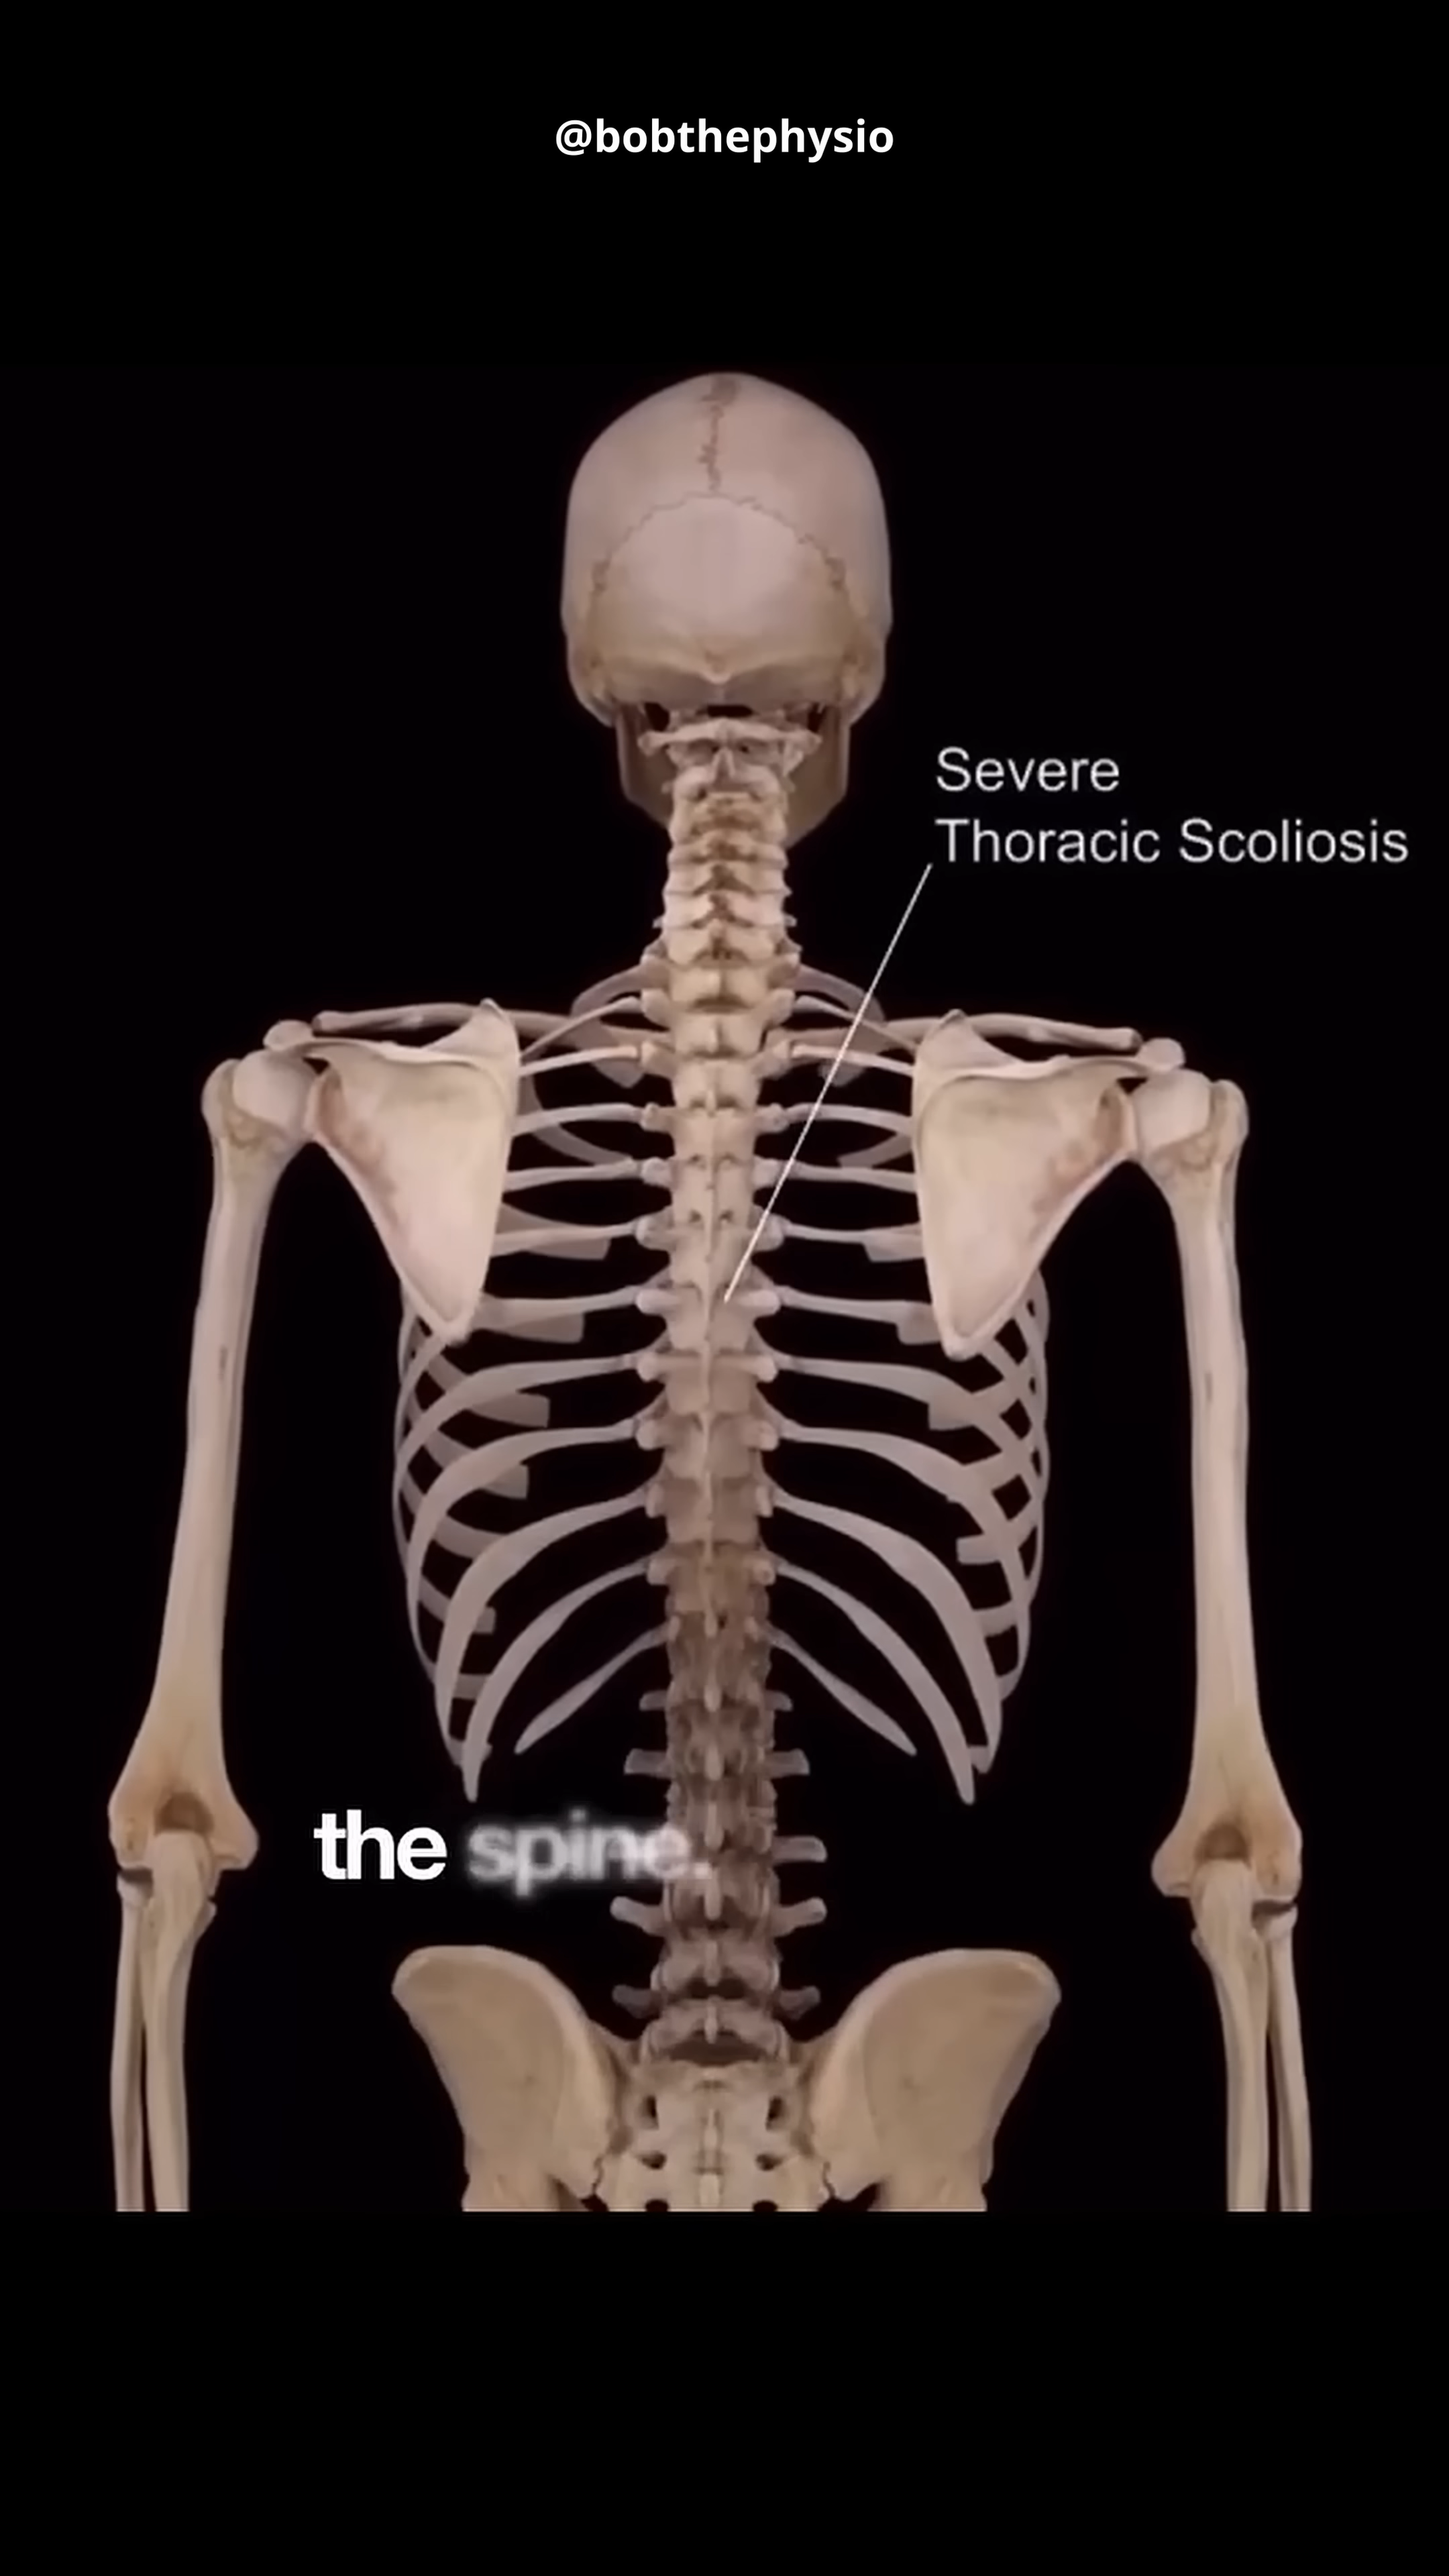 @bobthephysio
Severe
Thoracic Scoliosis
the spine.